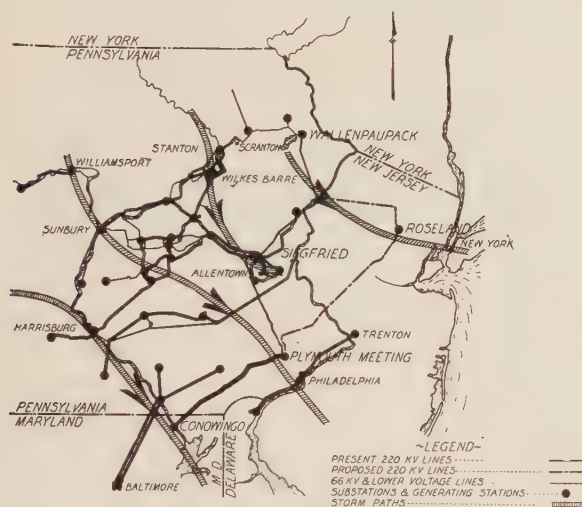 NEW YORK
PENNSYLVANIA
WALLENPAUPACK
STANTON
SCRANTON
WILLIAMSPORT
WILKES BARRE
NEW YORK
NEW JERSEY
SUNBURY
ROSELAND
NEW YORK
SIEGFRIED
ALLENTOWN
HARRISBURG
TRENTON
PLYMOUTH MEETING
PHILADELPHIA
PENNSYLVANIA
MARYLAND
CONOWINGO
M.D.
DELAWARE
BALTIMORE
~LEGEND~
PRESENT 220 KV LINES
PROPOSED 220 KV LINES
66 KV & LOWER VOLTAGE LINES
SUBSTATIONS & GENERATING STATIONS
STORM PATHS